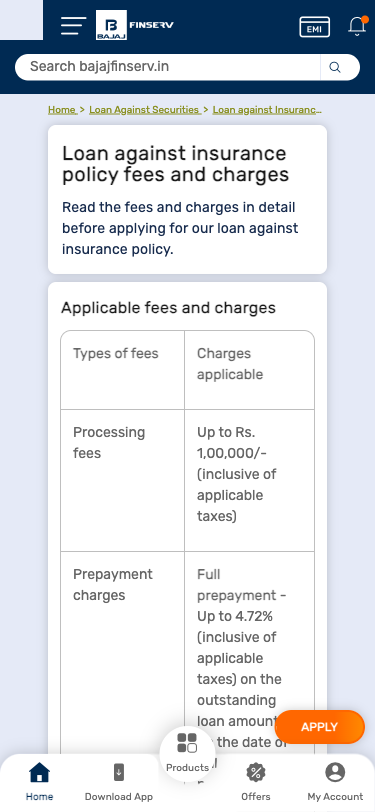 BAJAJ
FINSERV
EMI
Search bajajfinserv.in
Home > Loan Against Securities > Loan against Insuranc...
Loan against insurance
policy fees and charges
Read the fees and charges in detail
before applying for our loan against
insurance policy.
Applicable fees and charges
Types of fees
Charges
applicable
Processing
fees
Up to Rs.
1,00,000/-
(inclusive of
applicable
taxes)
Prepayment
charges
Full
prepayment -
Up to 4.72%
(inclusive of
applicable
taxes) on the
outstanding
loan amount
the date of
APPLY
Home
Download App
Products
Offers
My Account